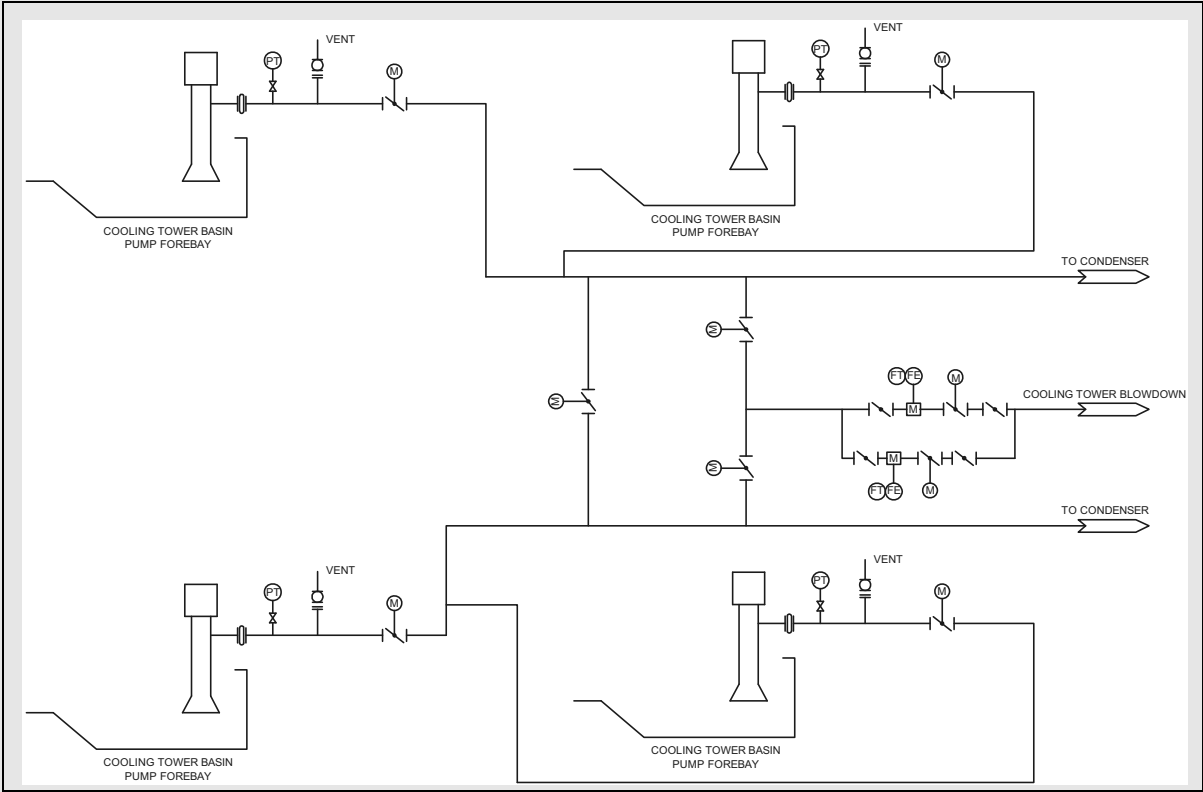 VENT
PT
M
COOLING TOWER BASIN
PUMP FOREBAY
VENT
PT
M
COOLING TOWER BASIN
PUMP FOREBAY
TO CONDENSER
M
M
FT FE
M
COOLING TOWER BLOWDOWN
M
M
M
FT FE
M
TO CONDENSER
VENT
PT
M
COOLING TOWER BASIN
PUMP FOREBAY
VENT
PT
M
COOLING TOWER BASIN
PUMP FOREBAY